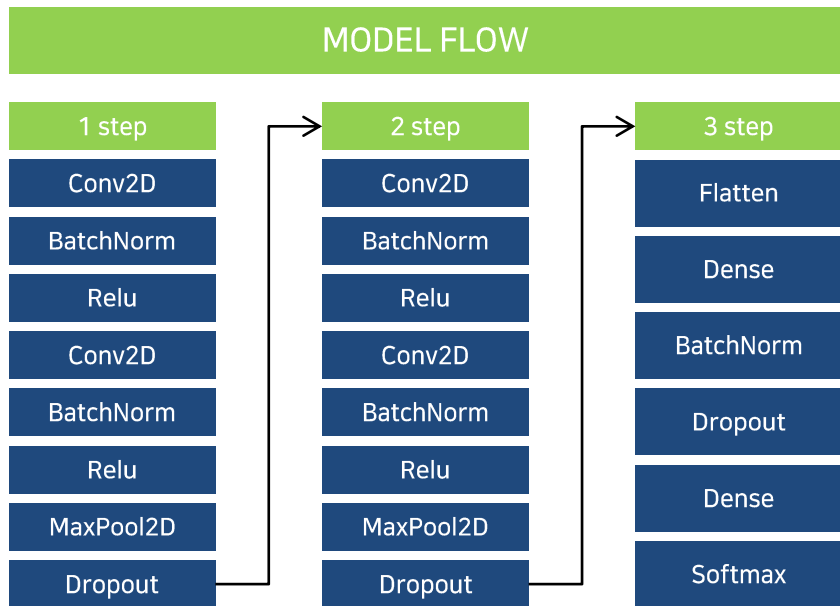 MODEL FLOW
1 step
Conv2D
BatchNorm
Relu
Conv2D
BatchNorm
Relu
MaxPool2D
Dropout
2 step
Conv2D
BatchNorm
Relu
Conv2D
BatchNorm
Relu
MaxPool2D
Dropout
3 step
Flatten
Dense
BatchNorm
Dropout
Dense
Softmax